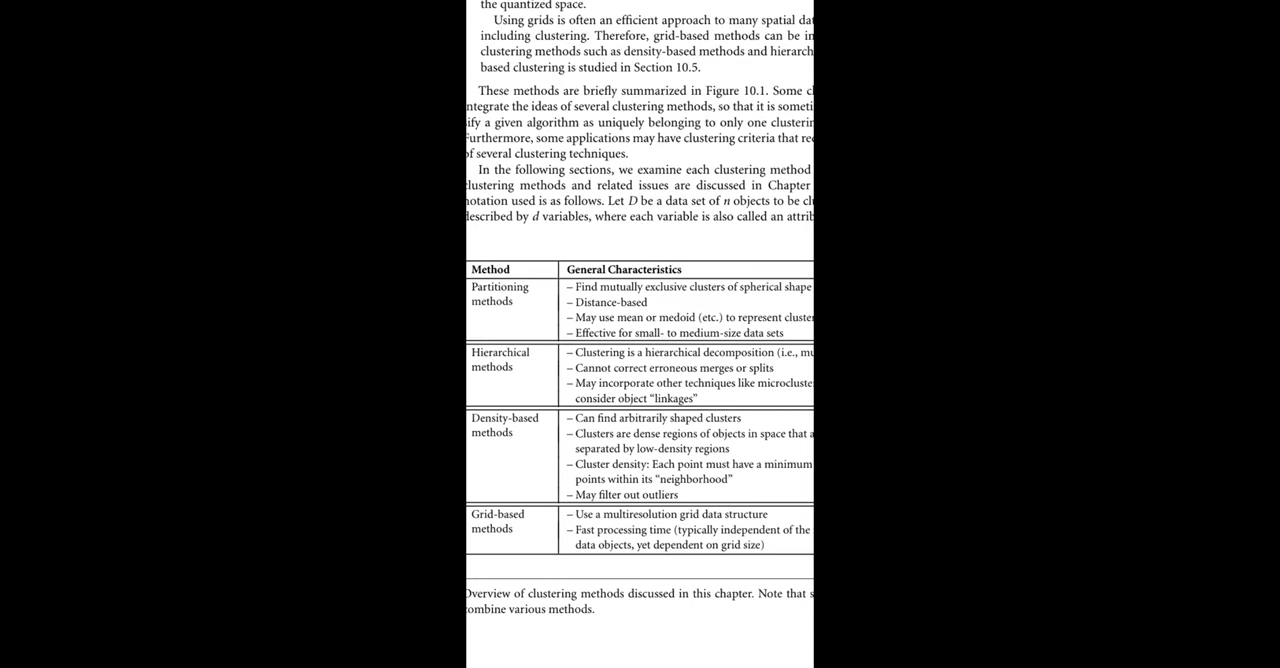 the quantized space.
Using grids is often an efficient approach to many spatial dat
including clustering. Therefore, grid-based methods can be in
clustering methods such as density-based methods and hierarch
based clustering is studied in Section 10.5.
These methods are briefly summarized in Figure 10.1. Some cl
ntegrate the ideas of several clustering methods, so that it is someti
sify a given algorithm as uniquely belonging to only one clusterin
Furthermore, some applications may have clustering criteria that req
of several clustering techniques.
In the following sections, we examine each clustering method
clustering methods and related issues are discussed in Chapter
notation used is as follows. Let D be a data set of n objects to be clu
described by d variables, where each variable is also called an attrib
Method General Characteristics
Partitioning methods
– Find mutually exclusive clusters of spherical shape
– Distance-based
– May use mean or medoid (etc.) to represent cluster
– Effective for small- to medium-size data sets
Hierarchical methods
– Clustering is a hierarchical decomposition (i.e., mu
– Cannot correct erroneous merges or splits
– May incorporate other techniques like microcluste
consider object “linkages”
Density-based methods
– Can find arbitrarily shaped clusters
– Clusters are dense regions of objects in space that a
separated by low-density regions
– Cluster density: Each point must have a minimum
points within its “neighborhood”
– May filter out outliers
Grid-based methods
– Use a multiresolution grid data structure
– Fast processing time (typically independent of the
data objects, yet dependent on grid size)
Overview of clustering methods discussed in this chapter. Note that s
combine various methods.